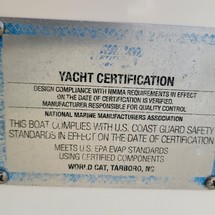 YACHT CERTIFICATION
DESIGN COMPLIANCE WITH NMMA REQUIREMENTS IN EFFECT
ON THE DATE OF CERTIFICATION IS VERIFIED.
MANUFACTURER RESPONSIBLE FOR QUALITY CONTROL
NATIONAL MARINE MANUFACTURERS ASSOCIATION
THIS BOAT COMPLIES WITH U.S. COAST GUARD SAFETY
STANDARDS IN EFFECT ON THE DATE OF CERTIFICATION
MEETS U.S. EPA EVAP STANDARDS
USING CERTIFIED COMPONENTS
WORLD CAT, TARBORO, NC